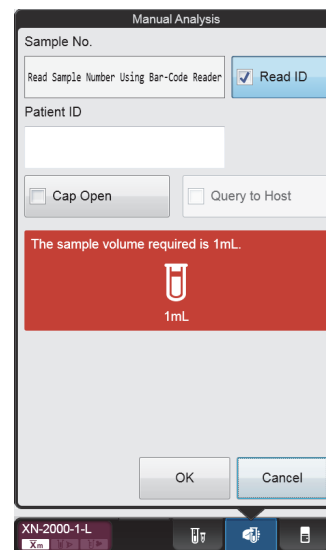 Manual Analysis
Sample No.
Read Sample Number Using Bar-Code Reader
Read ID
Patient ID
Cap Open
Query to Host
The sample volume required is 1mL.
1mL
OK
Cancel
XN-2000-1-L
Xm